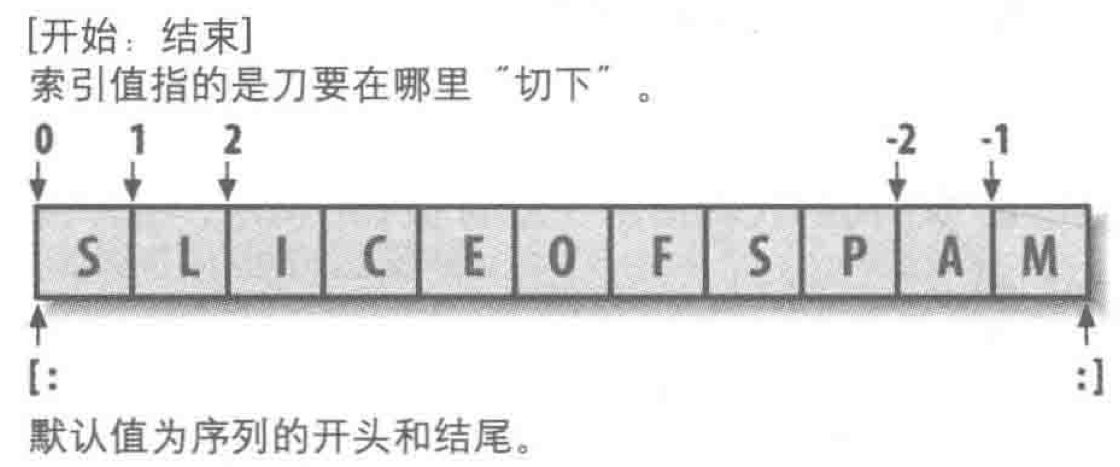 [开始：结束]
索引值指的是刀要在哪里“切下”。
0 1 2 -2 -1
S L I C E O F S P A M
[: :]
默认值为序列的开头和结尾。